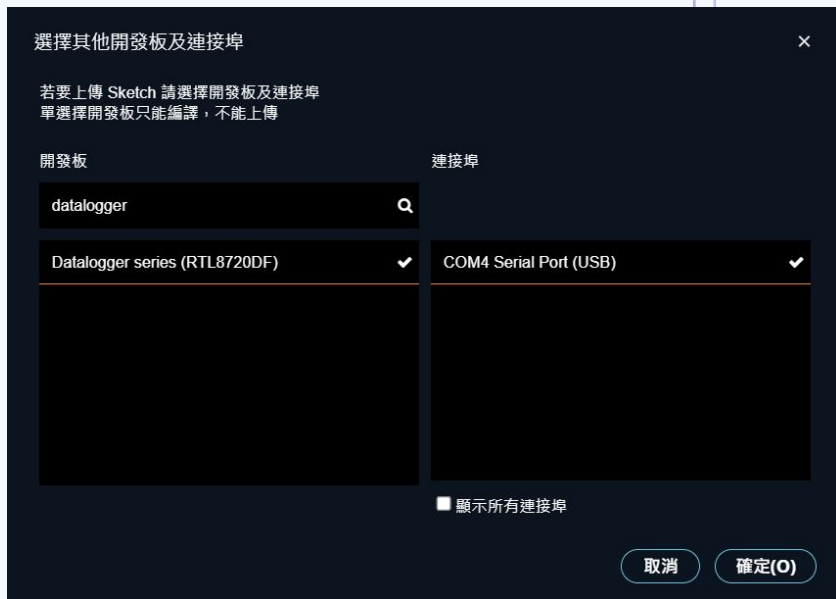 選擇其他開發板及連接埠
若要上傳 Sketch 請選擇開發板及連接埠
單選擇開發板只能編譯，不能上傳
開發板
連接埠
datalogger
Datalogger series (RTL8720DF)
COM4 Serial Port (USB)
顯示所有連接埠
取消
確定(O)